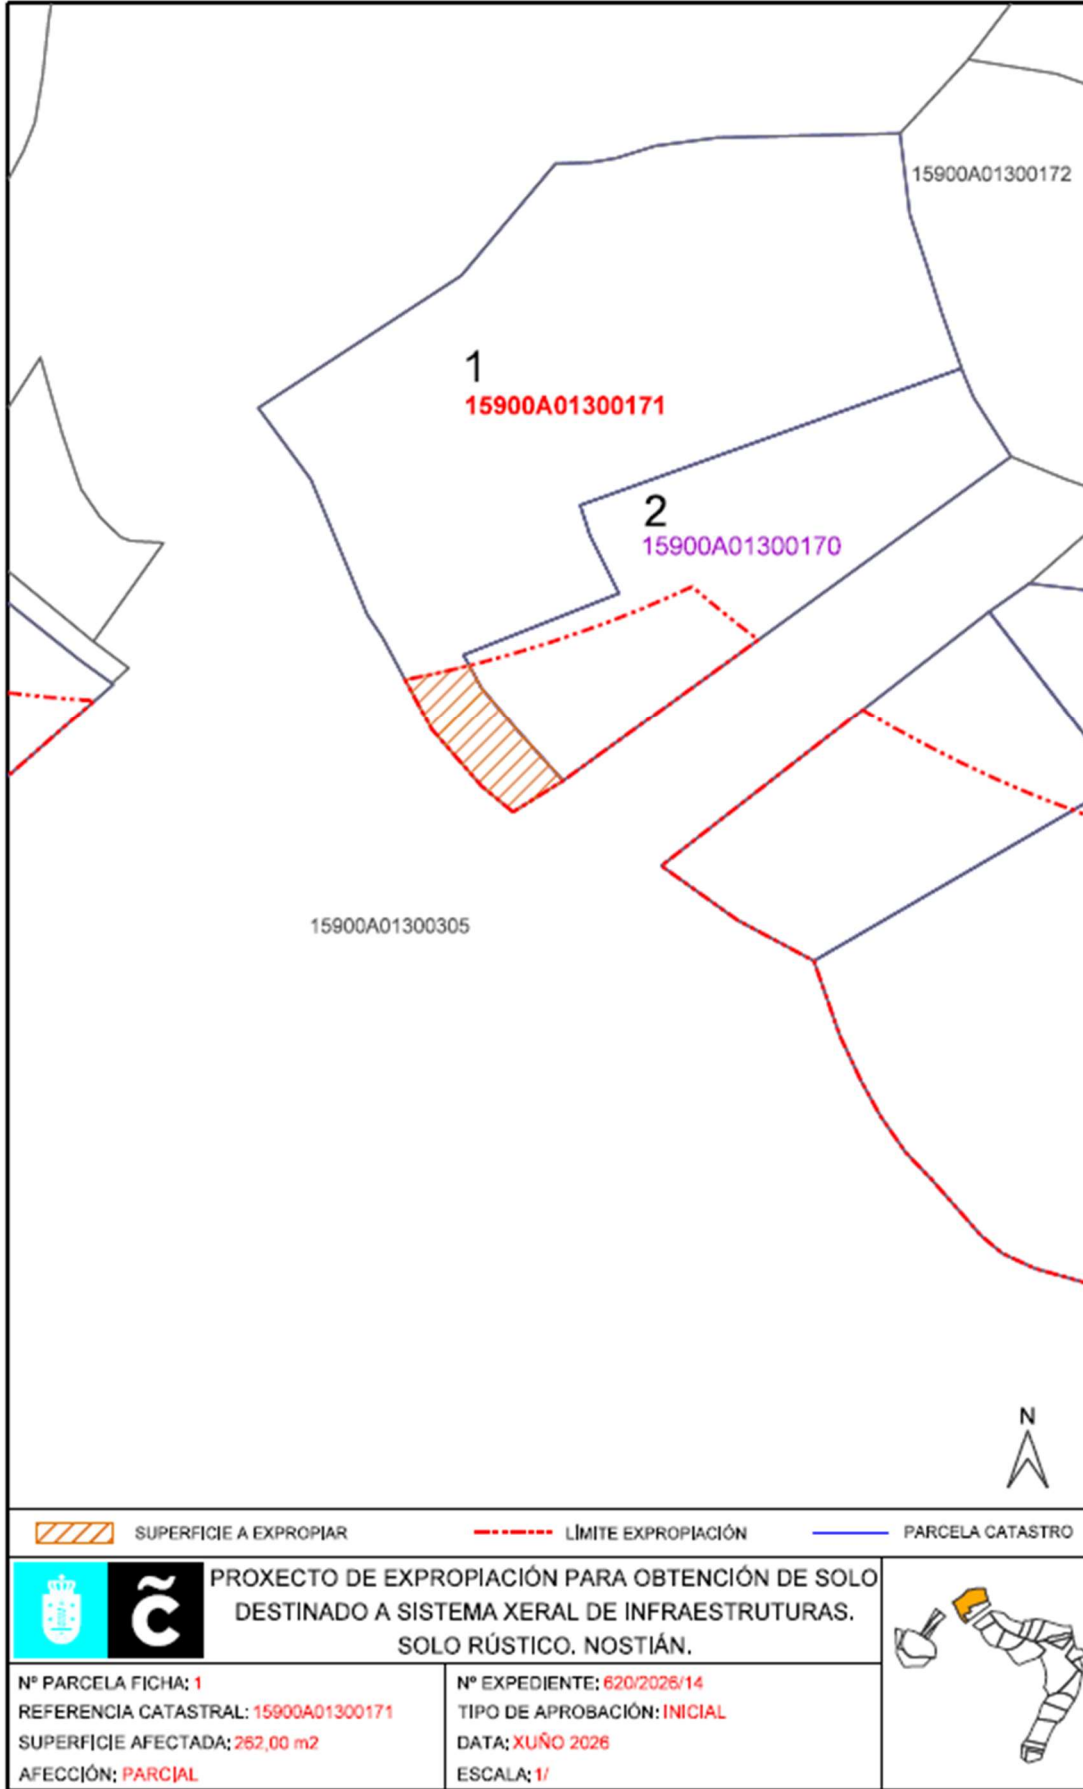 15900A01300172
1
15900A01300171
2
15900A01300170
15900A01300305
N
SUPERFICIE A EXPROPIAR
LÍMITE EXPROPIACIÓN
PARCELA CATASTRO
PROXECTO DE EXPROPIACIÓN PARA OBTENCIÓN DE SOLO
DESTINADO A SISTEMA XERAL DE INFRAESTRUTURAS.
SOLO RÚSTICO. NOSTIÁN.
Nº PARCELA FICHA: 1
REFERENCIA CATASTRAL: 15900A01300171
SUPERFICIE AFECTADA: 262,00 m2
AFECCIÓN: PARCIAL
Nº EXPEDIENTE: 620/2026/14
TIPO DE APROBACIÓN: INICIAL
DATA: XUÑO 2026
ESCALA: 1/